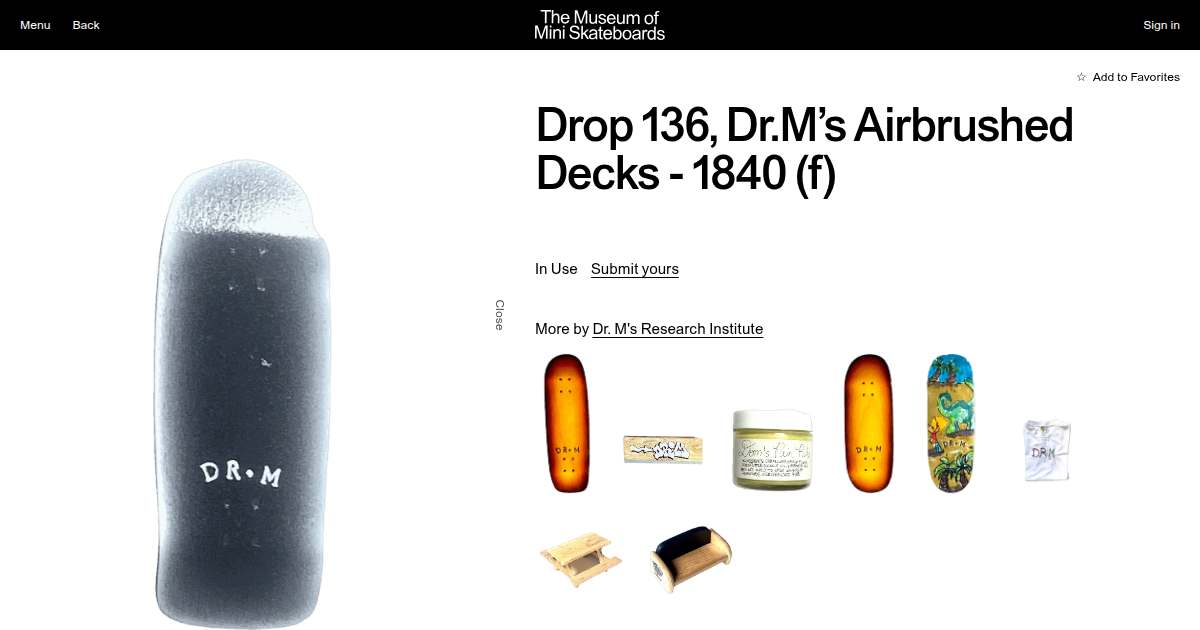 Menu
Back
The Museum of
Mini Skateboards
Sign in
☆ Add to Favorites
Drop 136, Dr.M’s Airbrushed
Decks - 1840 (f)
In Use Submit yours
Close
More by Dr. M's Research Institute
DR•M
DR•M
DR•M
DR•M
DR•M